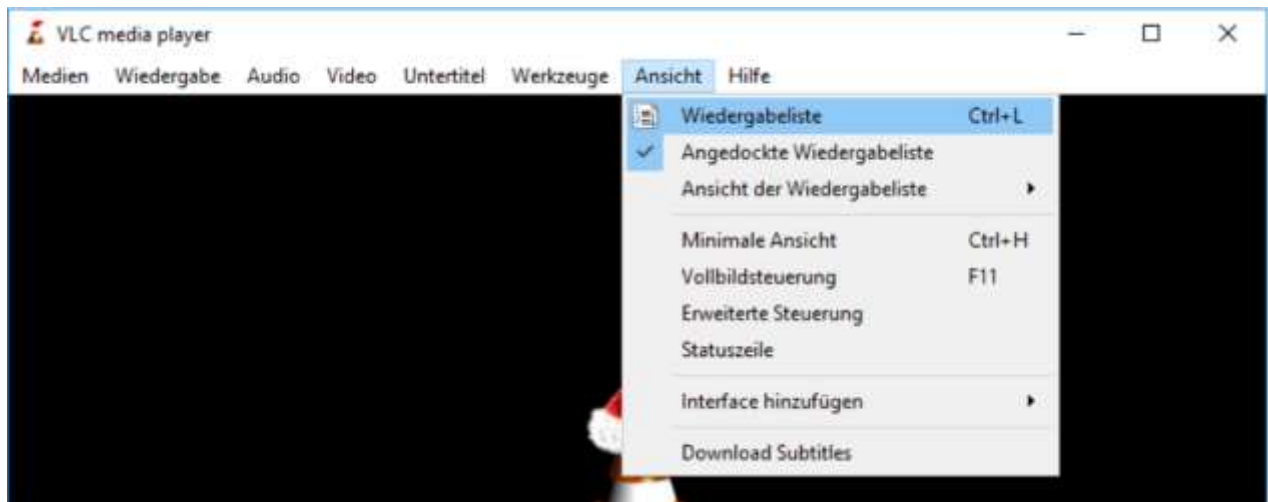 VLC media player
Medien Wiedergabe Audio Video Untertitel Werkzeuge Ansicht Hilfe
Wiedergabeliste Ctrl+L
Angedockte Wiedergabeliste
Ansicht der Wiedergabeliste
Minimale Ansicht Ctrl+H
Vollbildsteuerung F11
Erweiterte Steuerung
Statuszeile
Interface hinzufügen
Download Subtitles